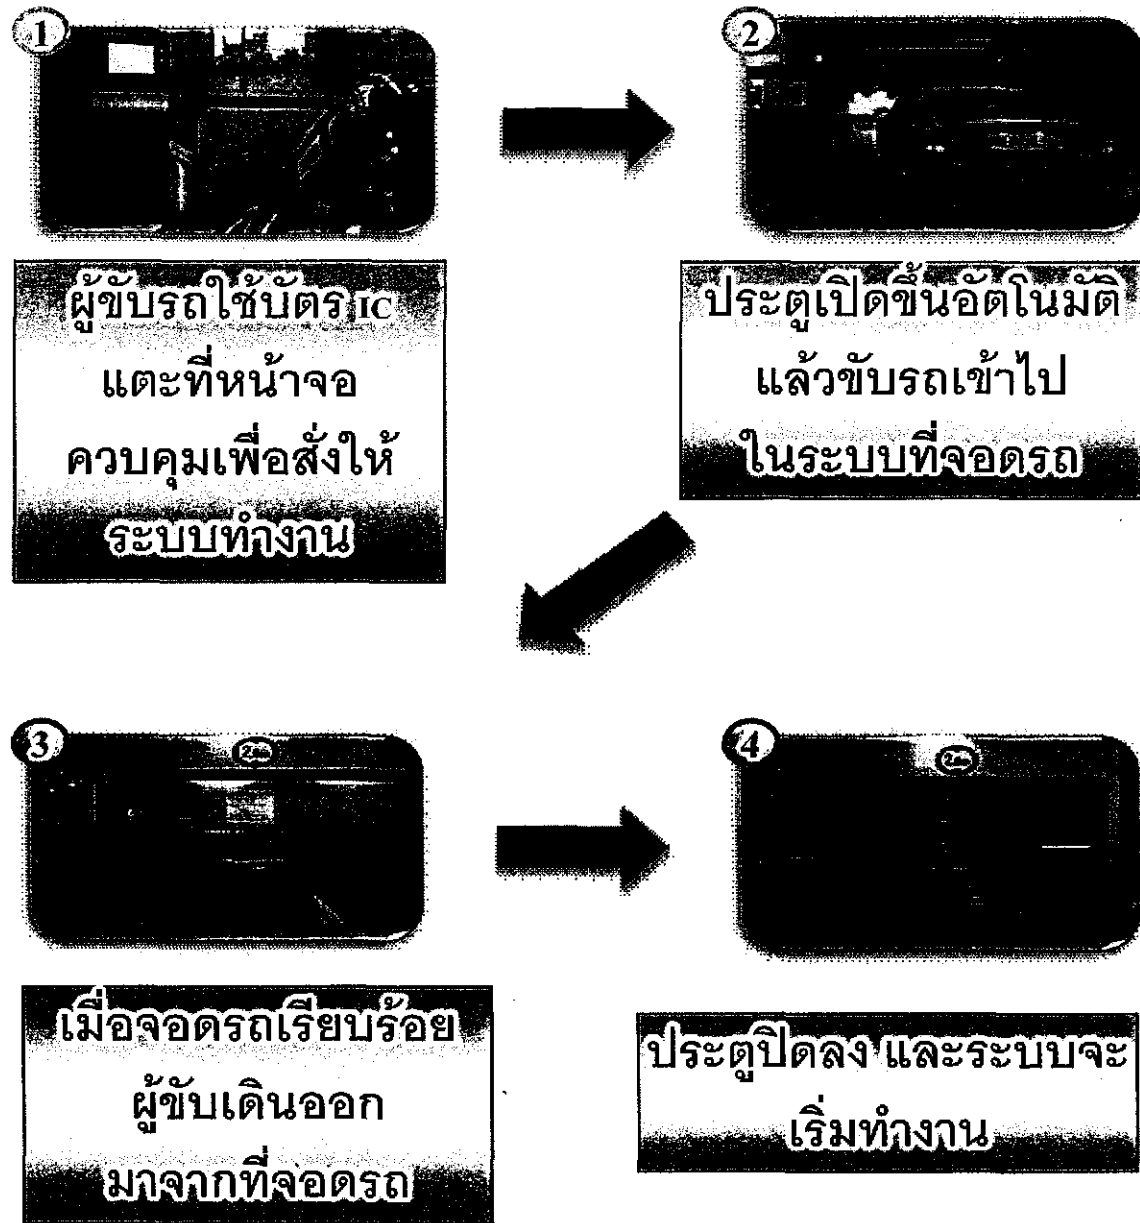 1
2
ผู้ขับรถใช้บัตร IC
แตะที่หน้าจอ
ควบคุมเพื่อสั่งให้
ระบบทำงาน
ประตูเปิดขึ้นอัตโนมัติ
แล้วขับรถเข้าไป
ในระบบที่จอดรถ
3
4
เมื่อจอดรถเรียบร้อย
ผู้ขับเดินออก
มาจากที่จอดรถ
ประตูปิดลง และระบบจะ
เริ่มทำงาน